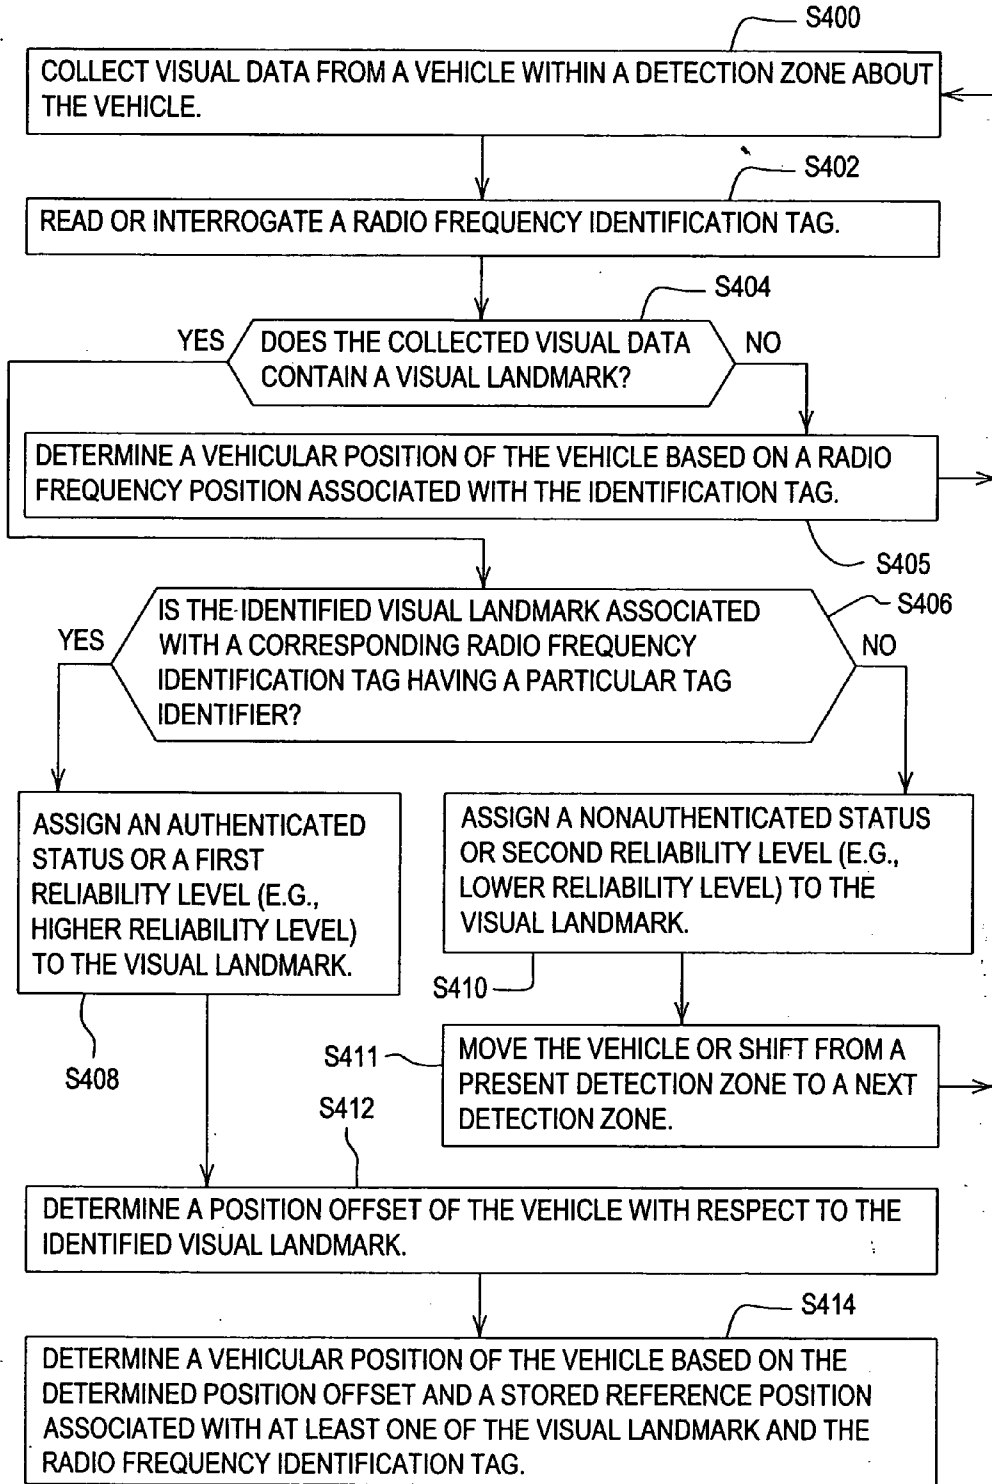 S400
COLLECT VISUAL DATA FROM A VEHICLE WITHIN A DETECTION ZONE ABOUT
THE VEHICLE.
S402
READ OR INTERROGATE A RADIO FREQUENCY IDENTIFICATION TAG.
S404
YES
DOES THE COLLECTED VISUAL DATA
CONTAIN A VISUAL LANDMARK?
NO
DETERMINE A VEHICULAR POSITION OF THE VEHICLE BASED ON A RADIO
FREQUENCY POSITION ASSOCIATED WITH THE IDENTIFICATION TAG.
S405
S406
YES
IS THE IDENTIFIED VISUAL LANDMARK ASSOCIATED
WITH A CORRESPONDING RADIO FREQUENCY
IDENTIFICATION TAG HAVING A PARTICULAR TAG
IDENTIFIER?
NO
ASSIGN AN AUTHENTICATED
STATUS OR A FIRST
RELIABILITY LEVEL (E.G.,
HIGHER RELIABILITY LEVEL)
TO THE VISUAL LANDMARK.
S408
ASSIGN A NONAUTHENTICATED STATUS
OR SECOND RELIABILITY LEVEL (E.G.,
LOWER RELIABILITY LEVEL) TO THE
VISUAL LANDMARK.
S410
S411
MOVE THE VEHICLE OR SHIFT FROM A
PRESENT DETECTION ZONE TO A NEXT
DETECTION ZONE.
S412
DETERMINE A POSITION OFFSET OF THE VEHICLE WITH RESPECT TO THE
IDENTIFIED VISUAL LANDMARK.
S414
DETERMINE A VEHICULAR POSITION OF THE VEHICLE BASED ON THE
DETERMINED POSITION OFFSET AND A STORED REFERENCE POSITION
ASSOCIATED WITH AT LEAST ONE OF THE VISUAL LANDMARK AND THE
RADIO FREQUENCY IDENTIFICATION TAG.